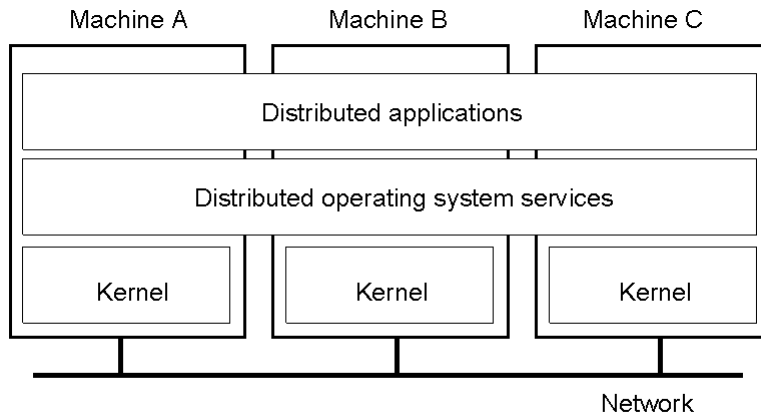 Machine A
Machine B
Machine C
Distributed applications
Distributed operating system services
Kernel
Kernel
Kernel
Network